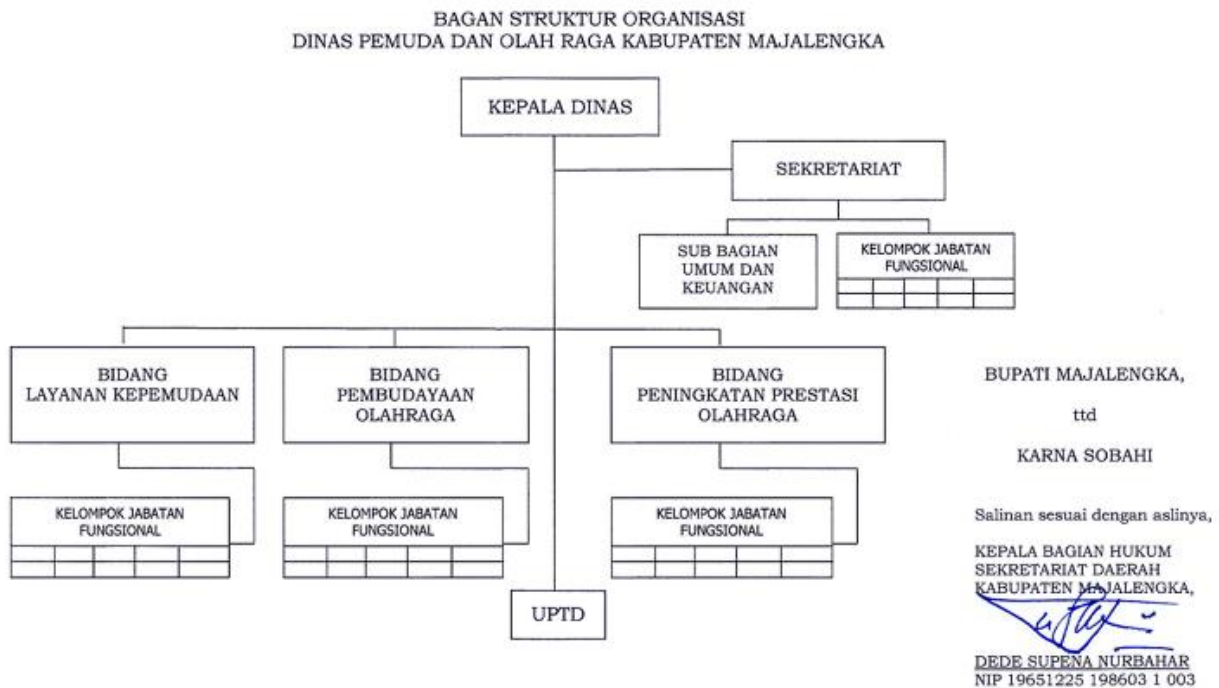 BAGAN STRUKTUR ORGANISASI
DINAS PEMUDA DAN OLAH RAGA KABUPATEN MAJALENGKA
KEPALA DINAS
SEKRETARIAT
SUB BAGIAN
UMUM DAN
KEUANGAN
KELOMPOK JABATAN
FUNGSIONAL
BIDANG
LAYANAN KEPEMUDAAN
BIDANG
PEMBUDAYAAN
OLAHRAGA
BIDANG
PENINGKATAN PRESTASI
OLAHRAGA
KELOMPOK JABATAN
FUNGSIONAL
KELOMPOK JABATAN
FUNGSIONAL
KELOMPOK JABATAN
FUNGSIONAL
UPTD
BUPATI MAJALENGKA,
ttd
KARNA SOBAHI
Salinan sesuai dengan aslinya,
KEPALA BAGIAN HUKUM
SEKRETARIAT DAERAH
KABUPATEN MAJALENGKA,
DEDE SUPENA NURBAHAR
NIP 19651225 198603 1 003